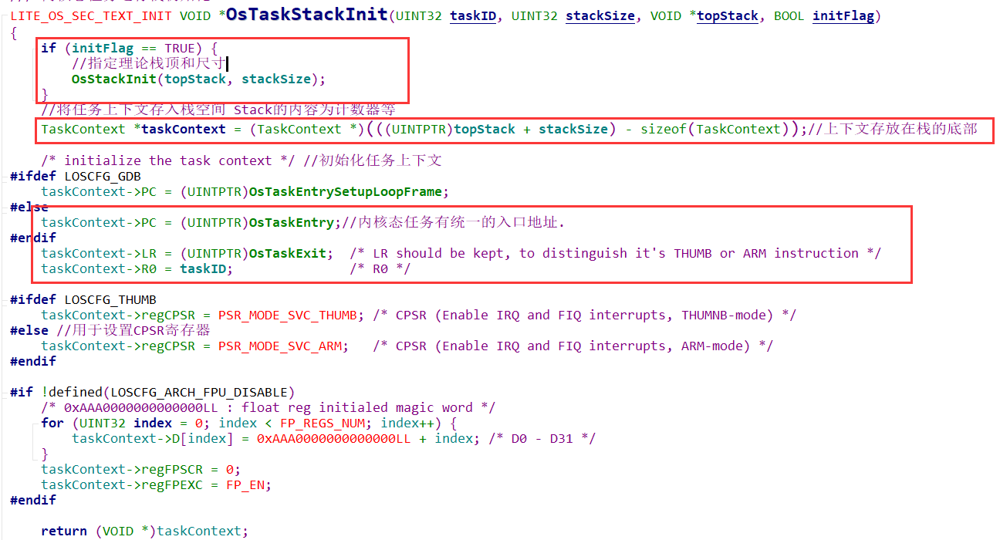 LITE_OS_SEC_TEXT_INIT VOID *OsTaskStackInit(UINT32 taskID, UINT32 stackSize, VOID *topStack, BOOL initFlag)
{
    if (initFlag == TRUE) {
        //指定理论栈顶和尺寸
        OsStackInit(topStack, stackSize);
    }
    //将任务上下文存入栈空间 Stack的内容为计数器等
    TaskContext *taskContext = (TaskContext *)(((UINTPTR)topStack + stackSize) - sizeof(TaskContext));//上下文存放在栈的底部
    /* initialize the task context */ //初始化任务上下文
#ifdef LOSCFG_GDB
    taskContext->PC = (UINTPTR)OsTaskEntrySetupLoopFrame;
#else
    taskContext->PC = (UINTPTR)OsTaskEntry;//内核态任务有统一的入口地址.
#endif
    taskContext->LR = (UINTPTR)OsTaskExit;  /* LR should be kept, to distinguish it's THUMB or ARM instruction */
    taskContext->R0 = taskID;               /* R0 */
#ifdef LOSCFG_THUMB
    taskContext->regCPSR = PSR_MODE_SVC_THUMB; /* CPSR (Enable IRQ and FIQ interrupts, THUMNB-mode) */
#else //用于设置CPSR寄存器
    taskContext->regCPSR = PSR_MODE_SVC_ARM;   /* CPSR (Enable IRQ and FIQ interrupts, ARM-mode) */
#endif
#if !defined(LOSCFG_ARCH_FPU_DISABLE)
    /* 0xAAA0000000000000LL : float reg initialed magic word */
    for (UINT32 index = 0; index < FP_REGS_NUM; index++) {
        taskContext->D[index] = 0xAAA0000000000000LL + index; /* D0 - D31 */
    }
    taskContext->regFPSCR = 0;
    taskContext->regFPEXC = FP_EN;
#endif
    return (VOID *)taskContext;